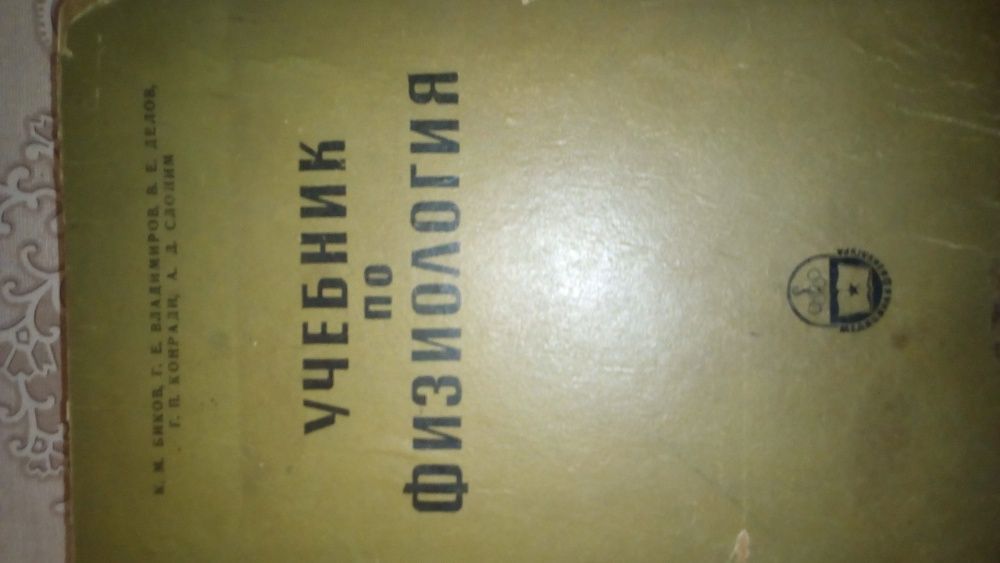 К. М. БИКОВ, Г. Е. ВЛАДИМИРОВ, В. Е. ДЕЛОВ,
Г. П. КОНРАДИ, А. Д. СЛОНИМ
УЧЕБНИК
ПО
ФИЗИОЛОГИЯ